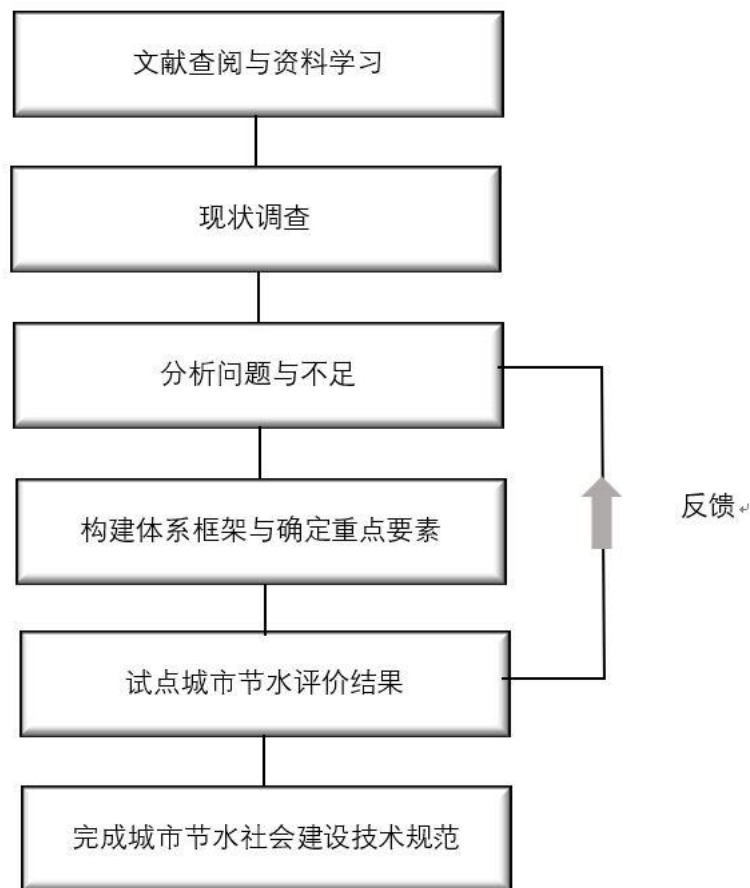 文献查阅与资料学习
现状调查
分析问题与不足
构建体系框架与确定重点要素
反馈
试点城市节水评价结果
完成城市节水社会建设技术规范